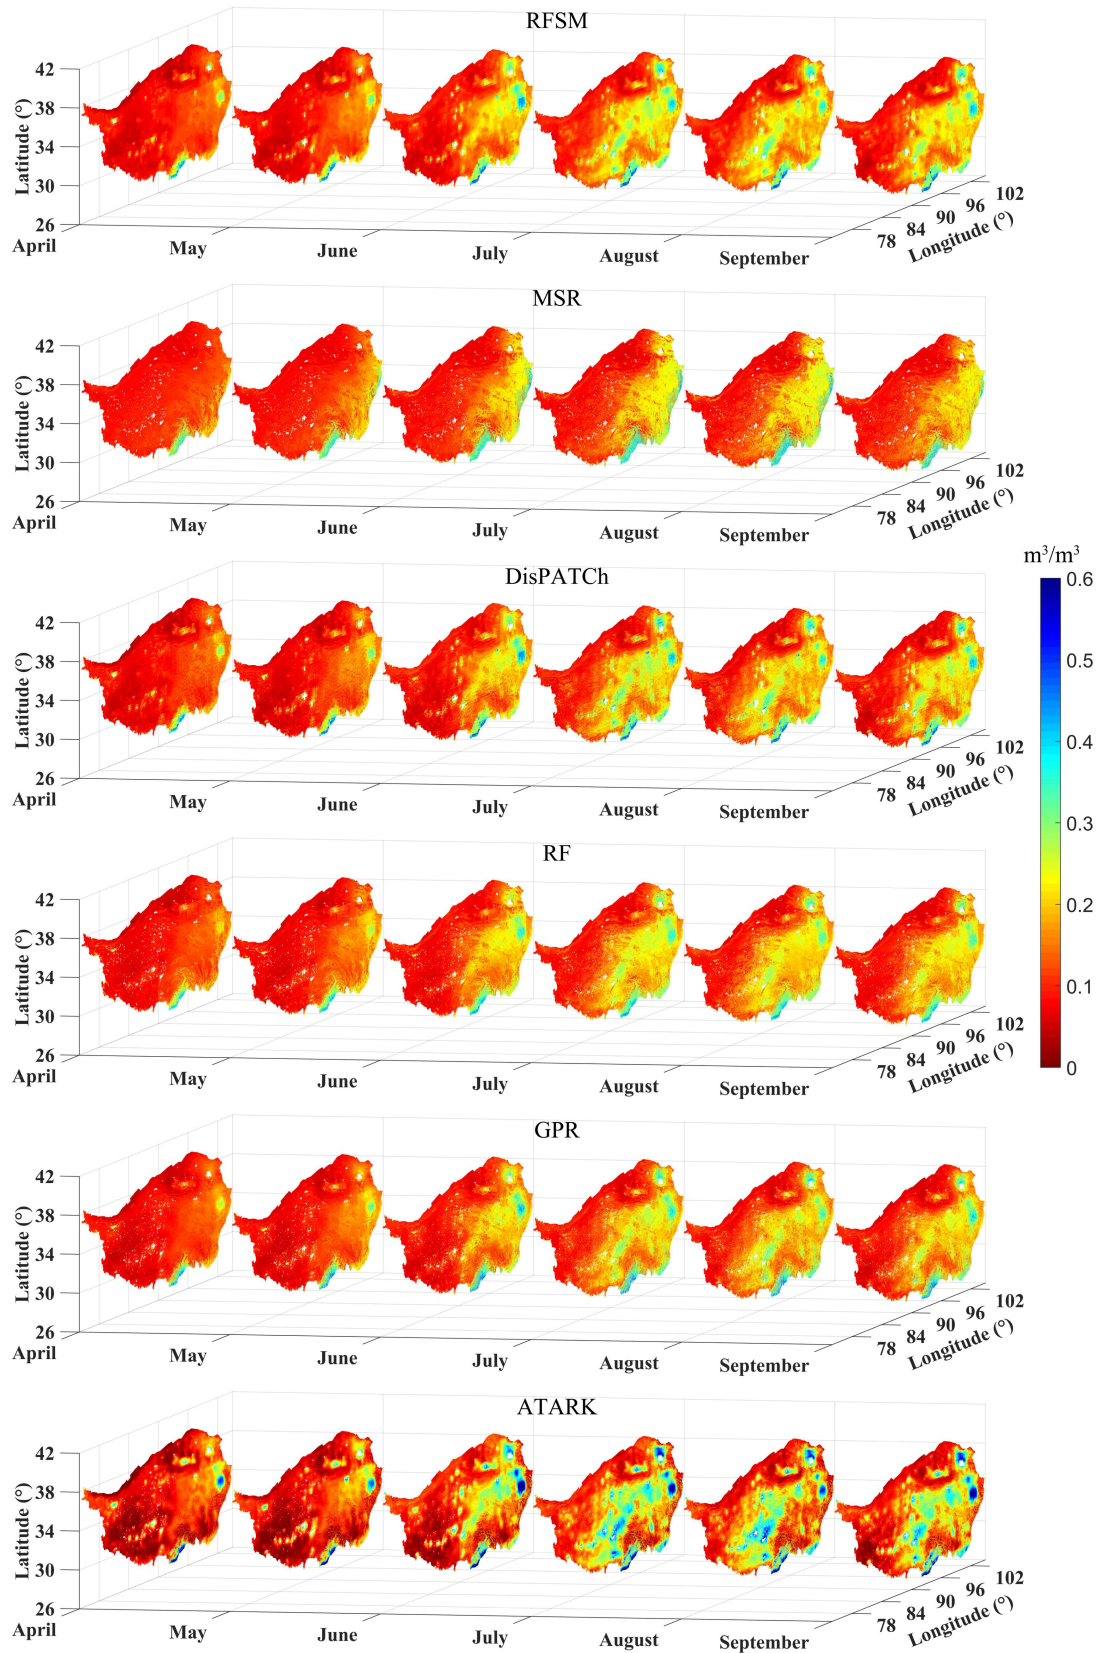 RFSM
42
38
34
30
26
Latitude (°)
April
May
June
July
August
September
78
84
90
96
102
Longitude (°)
MSR
42
38
34
30
26
Latitude (°)
April
May
June
July
August
September
78
84
90
96
102
Longitude (°)
DisPATCh
42
38
34
30
26
Latitude (°)
April
May
June
July
August
September
78
84
90
96
102
Longitude (°)
m³/m³
0.6
0.5
0.4
0.3
0.2
0.1
0
RF
42
38
34
30
26
Latitude (°)
April
May
June
July
August
September
78
84
90
96
102
Longitude (°)
GPR
42
38
34
30
26
Latitude (°)
April
May
June
July
August
September
78
84
90
96
102
Longitude (°)
ATARK
42
38
34
30
26
Latitude (°)
April
May
June
July
August
September
78
84
90
96
102
Longitude (°)